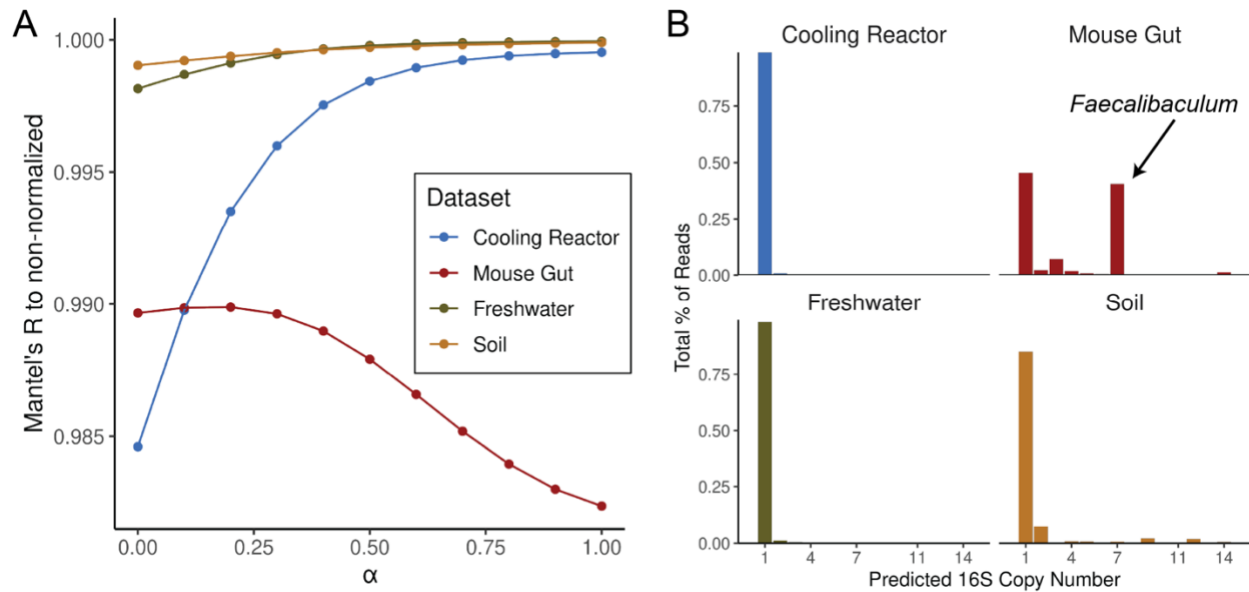 A
Mantel's R to non-normalized
1.000
0.995
0.990
0.985
0.00
0.25
0.50
0.75
1.00
α
Dataset
Cooling Reactor
Mouse Gut
Freshwater
Soil
B
Total % of Reads
Cooling Reactor
Mouse Gut
0.75
0.50
0.25
0.00
Faecalibaculum
Freshwater
Soil
0.75
0.50
0.25
0.00
1 4 7 11 14
1 4 7 11 14
Predicted 16S Copy Number